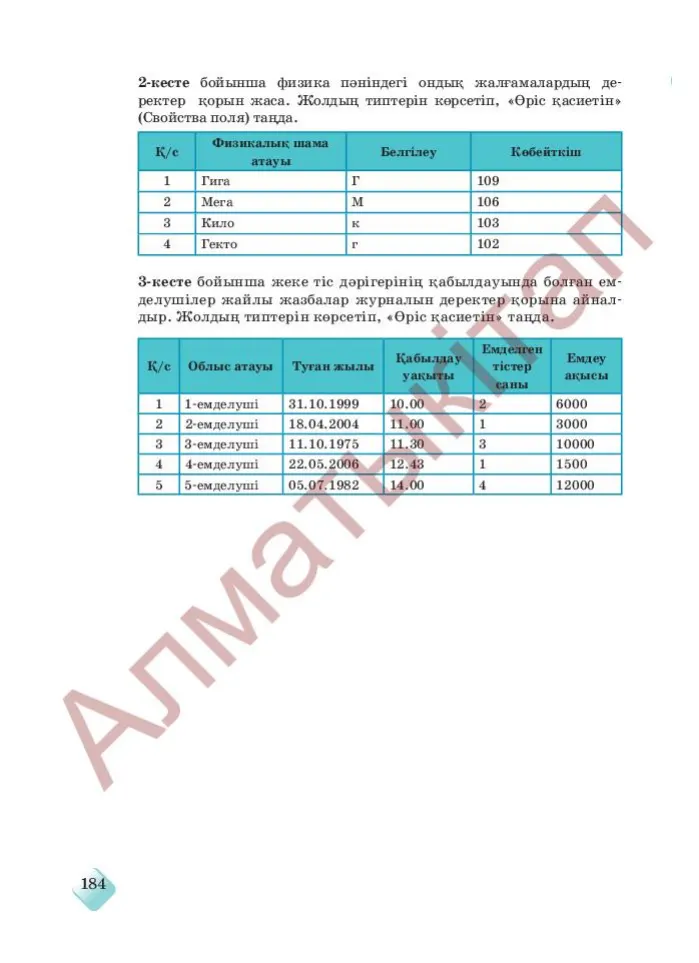 2-кесте бойынша физика пәніндегі ондық жалғамалардың де-
ректер қорын жаса. Жолдың типтерін көрсетіп, «Өріс қасиетін»
(Свойства поля) таңда.
Қ/с Физикалық шама атауы Белгілеу Көбейткіш
1 Гига Г 109
2 Мега М 106
3 Кило к 103
4 Гекто г 102
3-кесте бойынша жеке тіс дәрігерінің қабылдауында болған ем-
делушілер жайлы жазбалар журналын деректер қорына айнал-
дыр. Жолдың типтерін көрсетіп, «Өріс қасиетін» таңда.
Қ/с Облыс атауы Туған жылы Қабылдау уақыты Емделген тістер саны Емдеу ақысы
1 1-емделуші 31.10.1999 10.00 2 6000
2 2-емделуші 18.04.2004 11.00 1 3000
3 3-емделуші 11.10.1975 11.30 3 10000
4 4-емделуші 22.05.2006 12.43 1 1500
5 5-емделуші 05.07.1982 14.00 4 12000
Алматыкітап
184